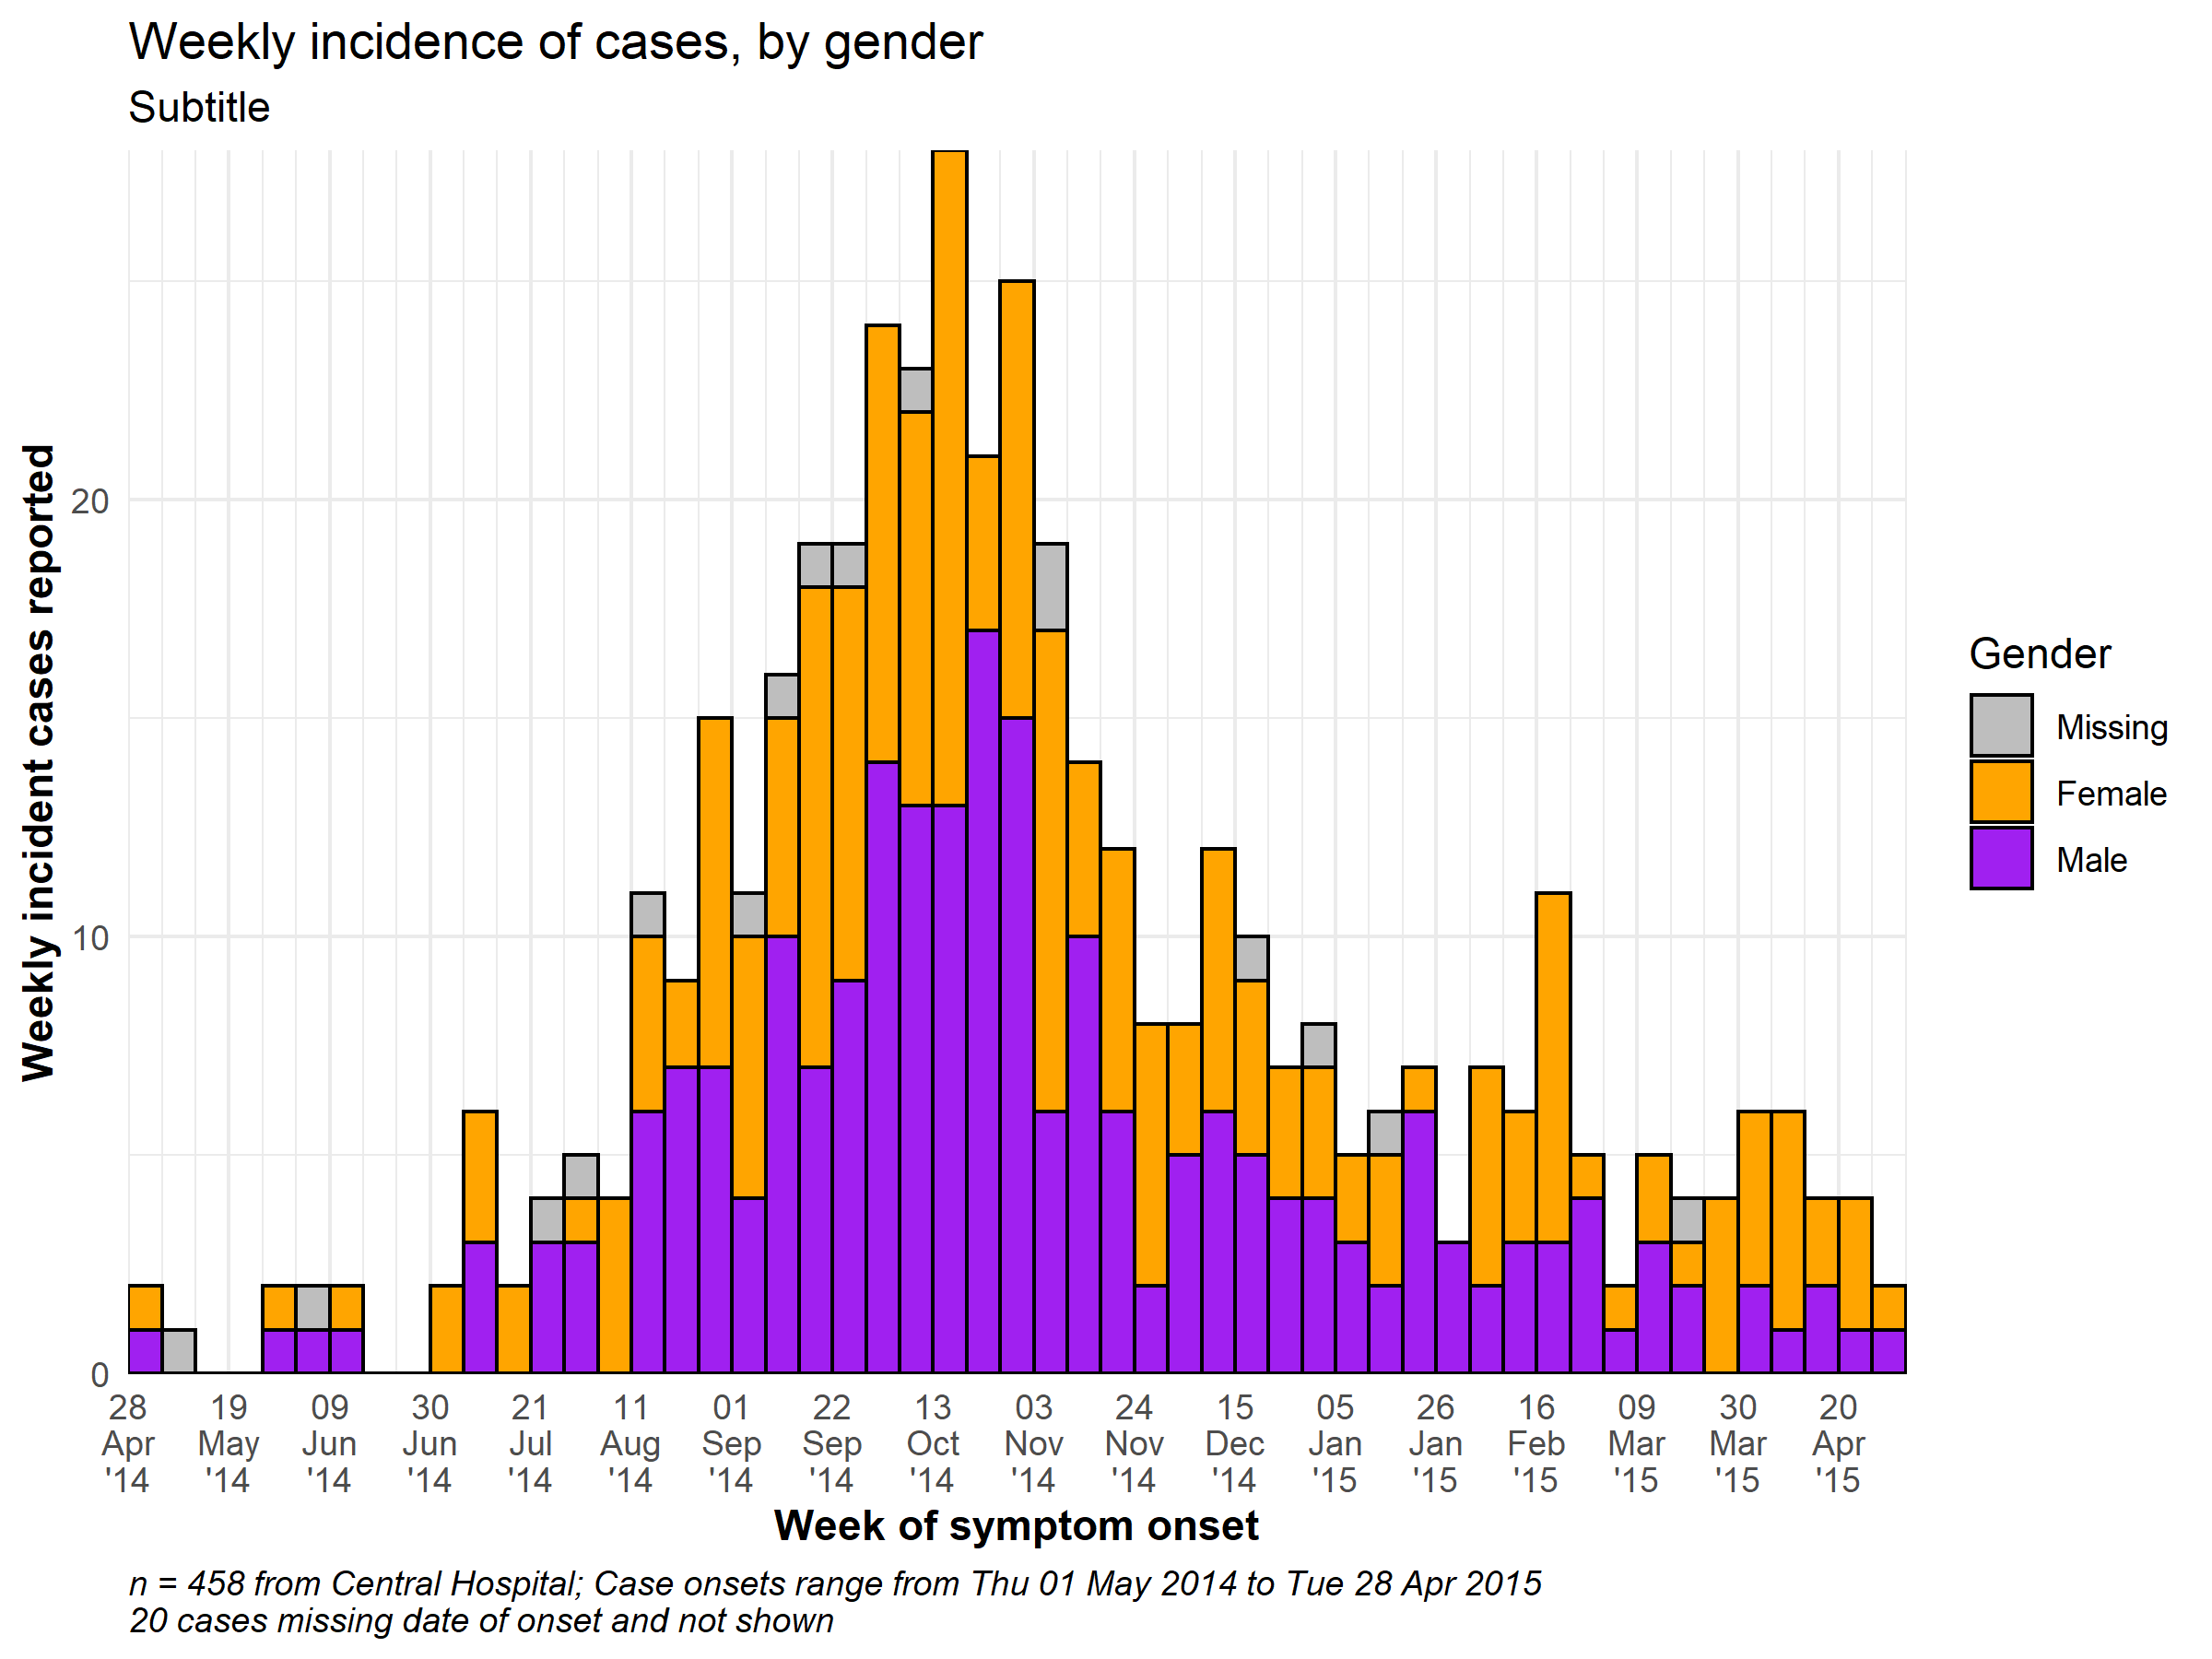 Weekly incidence of cases, by gender
Subtitle
Weekly incident cases reported
20
10
0
28 19 09 30 21 11 01 22 13 03 24 15 05 26 16 09 30 20
Apr May Jun Jun Jul Aug Sep Sep Oct Nov Nov Dec Jan Jan Feb Mar Mar Apr
'14 '14 '14 '14 '14 '14 '14 '14 '14 '14 '14 '14 '15 '15 '15 '15 '15 '15
Week of symptom onset
Gender
Missing
Female
Male
n = 458 from Central Hospital; Case onsets range from Thu 01 May 2014 to Tue 28 Apr 2015
20 cases missing date of onset and not shown